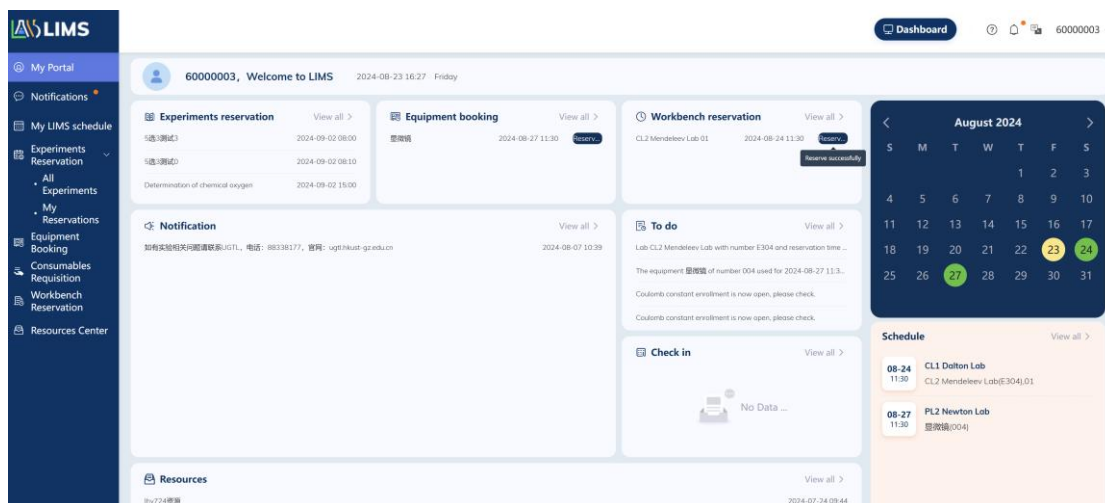 LIMS
Dashboard
60000003
My Portal
Notifications
My LIMS schedule
Experiments
Reservation
All
Experiments
My
Reservations
Equipment
Booking
Consumables
Requisition
Workbench
Reservation
Resources Center
60000003, Welcome to LIMS 2024-08-23 16:27 Friday
Experiments reservation View all >
5选3测试3 2024-09-02 08:00
5选3测试0 2024-09-02 08:10
Determination of chemical oxygen 2024-09-02 15:00
Equipment booking View all >
显微镜 2024-08-27 11:30 Reserv...
Workbench reservation View all >
CL2 Mendeleev Lab 01 2024-08-24 11:30 Reserv...
Reserve successfully
Notification View all >
如有实验相关问题请联系UGTL，电话：88338177，官网：ugtl.hkust-gz.edu.cn 2024-08-07 10:39
To do View all >
Lab CL2 Mendeleev Lab with number E304 and reservation time ...
The equipment 显微镜 of number 004 used for 2024-08-27 11:3...
Coulomb constant enrollment is now open, please check.
Coulomb constant enrollment is now open, please check.
Check in View all >
No Data ...
Resources View all >
2024-07-24 09:44
< August 2024 >
S M T W T F S
1 2 3
4 5 6 7 8 9 10
11 12 13 14 15 16 17
18 19 20 21 22 23 24
25 26 27 28 29 30 31
Schedule View all >
08-24 CL1 Dalton Lab
11:30 CL2 Mendeleev Lab(E304),01
08-27 PL2 Newton Lab
11:30 显微镜(004)